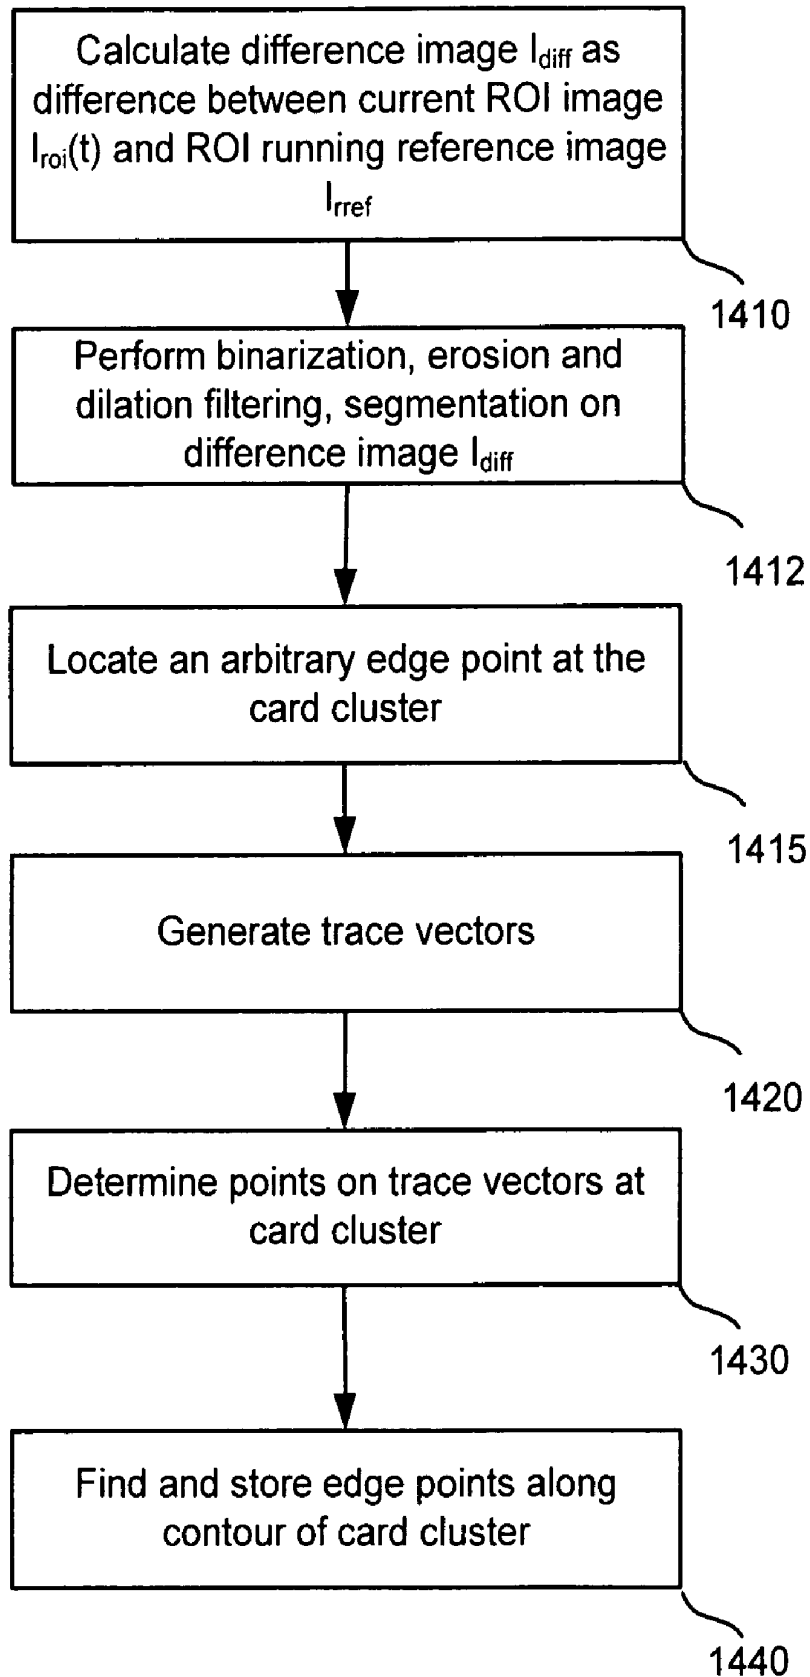 Calculate difference image Idiff as
difference between current ROI image
Iroi(t) and ROI running reference image
Irref
1410
Perform binarization, erosion and
dilation filtering, segmentation on
difference image Idiff
1412
Locate an arbitrary edge point at the
card cluster
1415
Generate trace vectors
1420
Determine points on trace vectors at
card cluster
1430
Find and store edge points along
contour of card cluster
1440